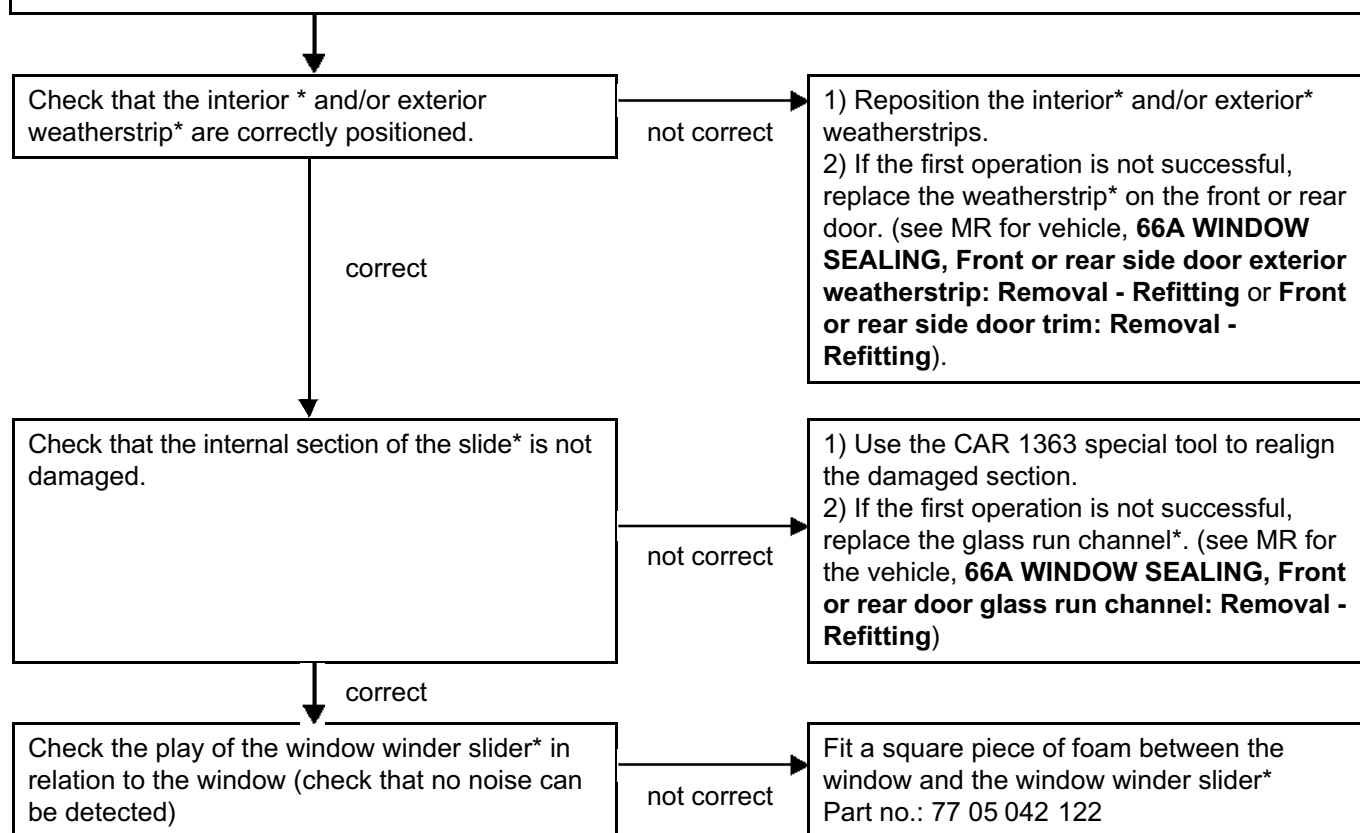 Check that the interior * and/or exterior
weatherstrip* are correctly positioned.
not correct
1) Reposition the interior* and/or exterior*
weatherstrips.
2) If the first operation is not successful,
replace the weatherstrip* on the front or rear
door. (see MR for vehicle, 66A WINDOW
SEALING, Front or rear side door exterior
weatherstrip: Removal - Refitting or Front
or rear side door trim: Removal -
Refitting).
correct
Check that the internal section of the slide* is not
damaged.
not correct
1) Use the CAR 1363 special tool to realign
the damaged section.
2) If the first operation is not successful,
replace the glass run channel*. (see MR for
the vehicle, 66A WINDOW SEALING, Front
or rear door glass run channel: Removal -
Refitting)
correct
Check the play of the window winder slider* in
relation to the window (check that no noise can
be detected)
not correct
Fit a square piece of foam between the
window and the window winder slider*
Part no.: 77 05 042 122